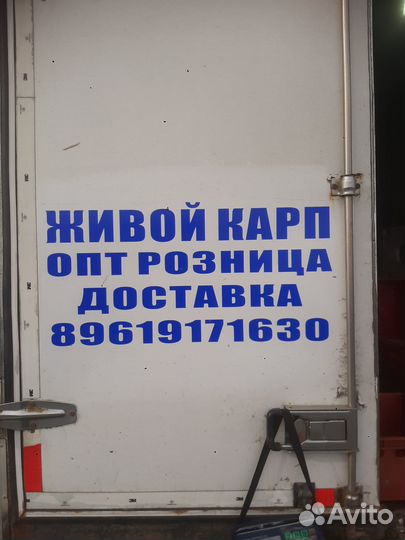 ЖИВОЙ КАРП
ОПТ РОЗНИЦА
ДОСТАВКА
89619171630
Avito